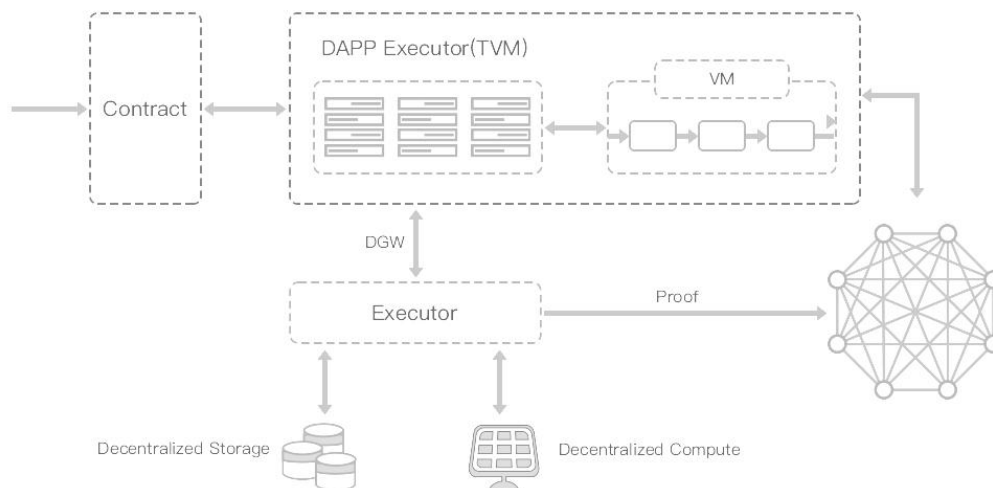 DAPP Executor(TVM)
VM
Contract
DGW
Executor
Proof
Decentralized Storage
Decentralized Compute